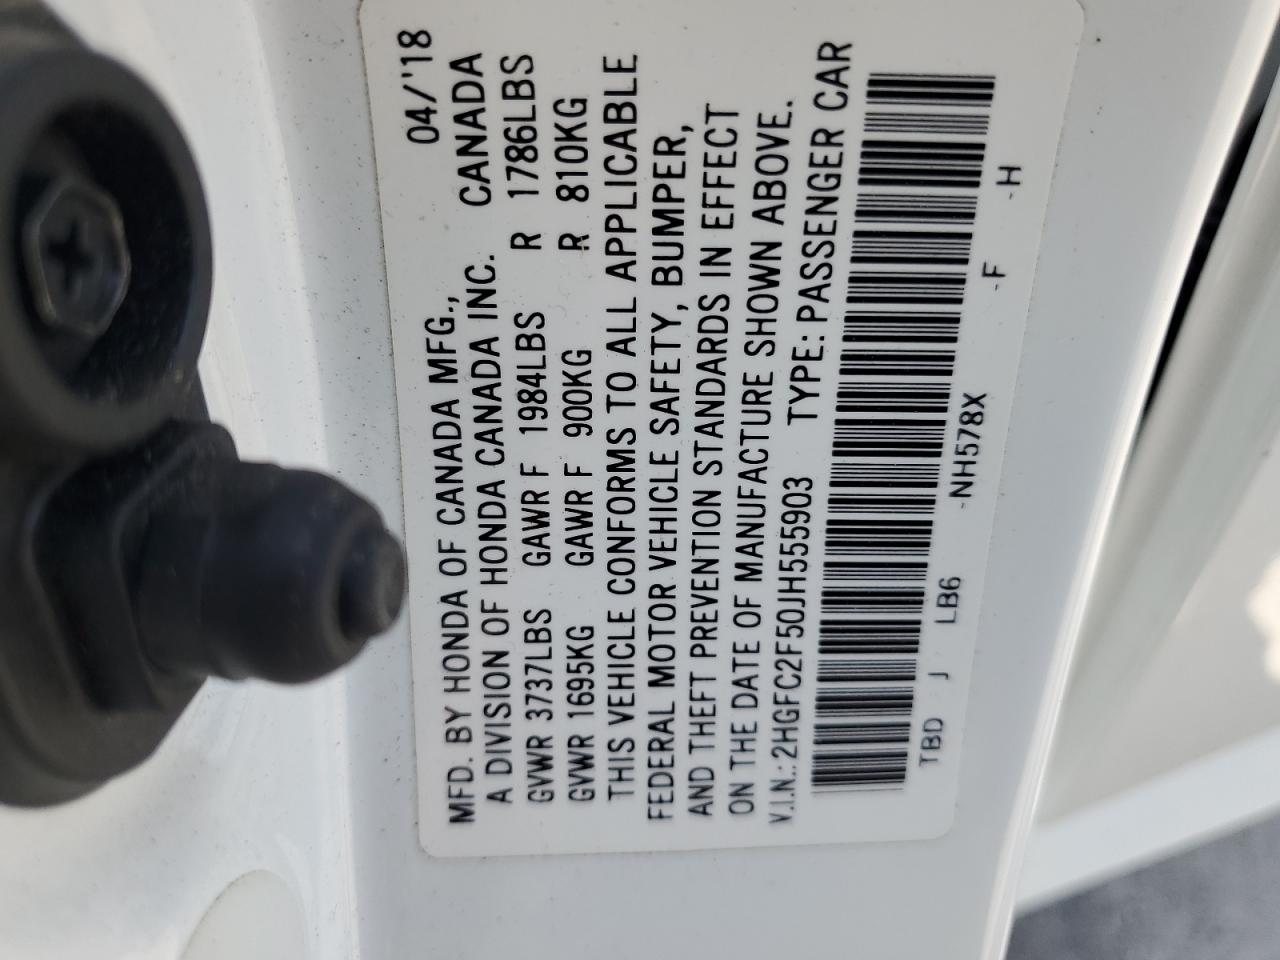 MFD. BY HONDA OF CANADA MFG., 04/'18
A DIVISION OF HONDA CANADA INC. CANADA
GVWR 3737LBS GAWR F 1984LBS R 1786LBS
GVWR 1695KG GAWR F 900KG R 810KG
THIS VEHICLE CONFORMS TO ALL APPLICABLE
FEDERAL MOTOR VEHICLE SAFETY, BUMPER,
AND THEFT PREVENTION STANDARDS IN EFFECT
ON THE DATE OF MANUFACTURE SHOWN ABOVE.
V.I.N.: 2HGFC2F50JH555903 TYPE: PASSENGER CAR
TBD J LB6 -NH578X -F -H